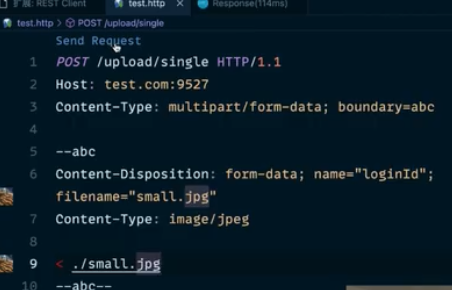 扩展: REST Client test.http × Response(114ms)
test.http > POST /upload/single
Send Request
1 POST /upload/single HTTP/1.1
2 Host: test.com:9527
3 Content-Type: multipart/form-data; boundary=abc
4
5 --abc
6 Content-Disposition: form-data; name="loginId";
filename="small.jpg"
7 Content-Type: image/jpeg
8
9 < ./small.jpg
10 --abc--